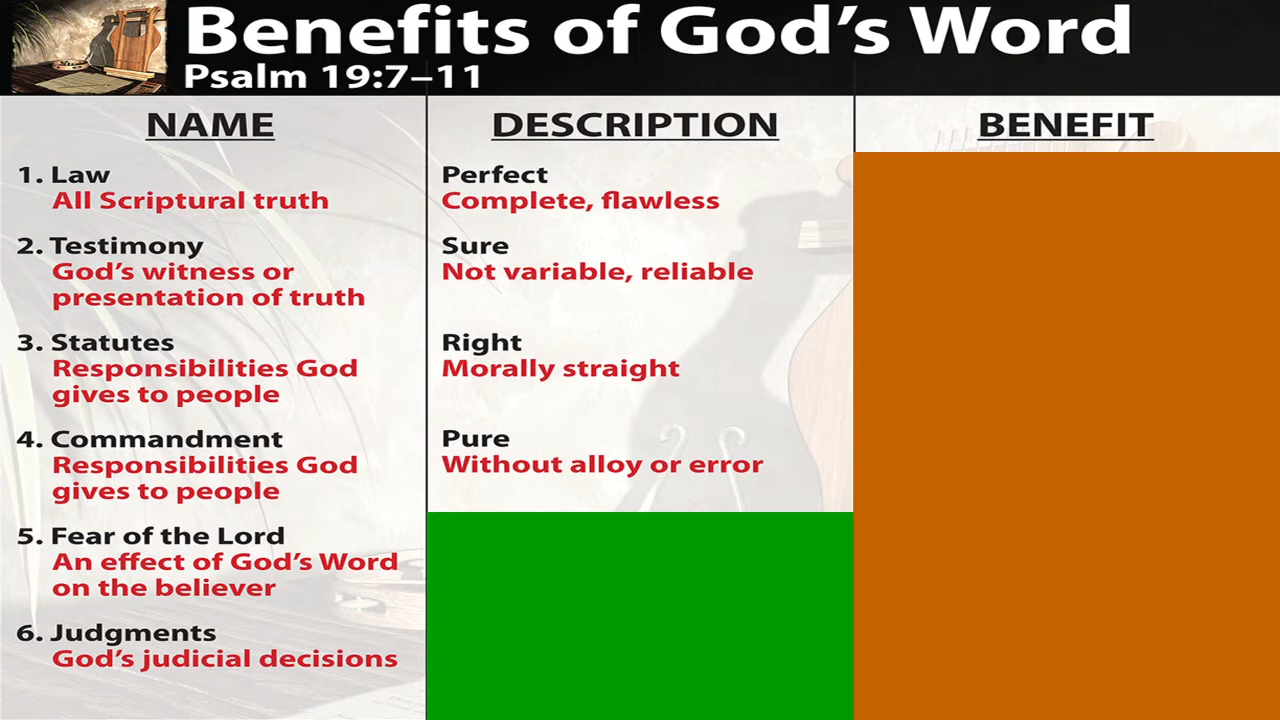 Benefits of God’s Word
Psalm 19:7–11
NAME
1. Law
All Scriptural truth
2. Testimony
God’s witness or
presentation of truth
3. Statutes
Responsibilities God
gives to people
4. Commandment
Responsibilities God
gives to people
5. Fear of the Lord
An effect of God’s Word
on the believer
6. Judgments
God’s judicial decisions
DESCRIPTION
Perfect
Complete, flawless
Sure
Not variable, reliable
Right
Morally straight
Pure
Without alloy or error
BENEFIT